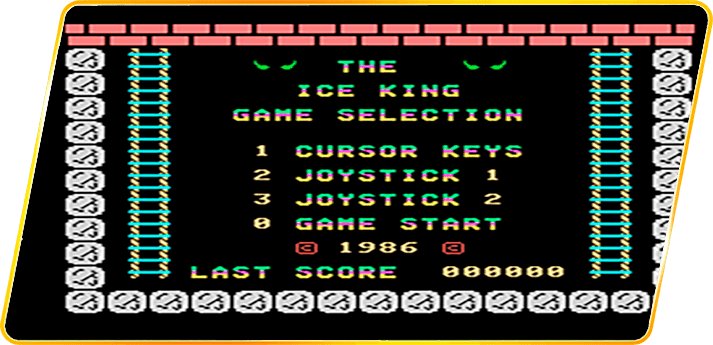 THE
ICE KING
GAME SELECTION
1 CURSOR KEYS
2 JOYSTICK 1
3 JOYSTICK 2
0 GAME START
© 1986 ©
LAST SCORE 000000